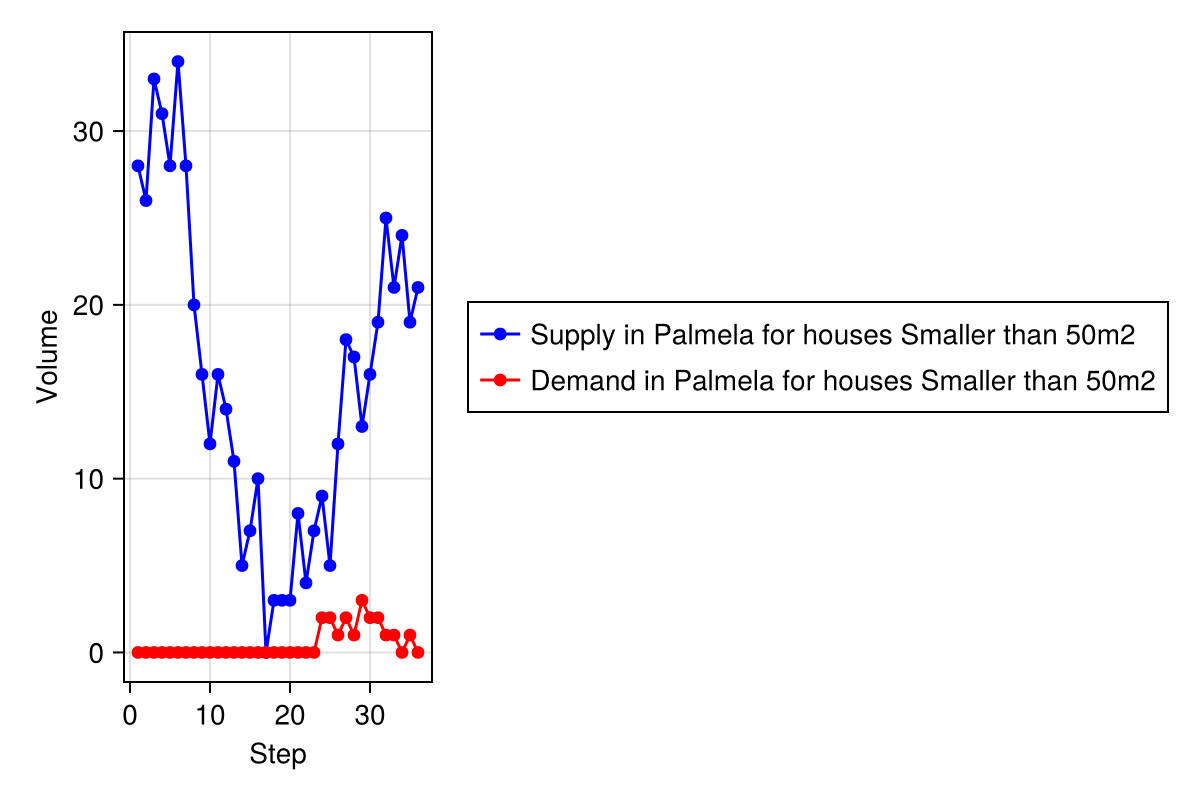 30
20
10
0
Volume
0 10 20 30
Step
Supply in Palmela for houses Smaller than 50m2
Demand in Palmela for houses Smaller than 50m2